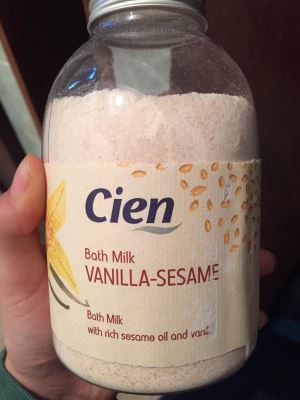 Cien
Bath Milk
VANILLA-SESAME
Bath Milk
with rich sesame oil and